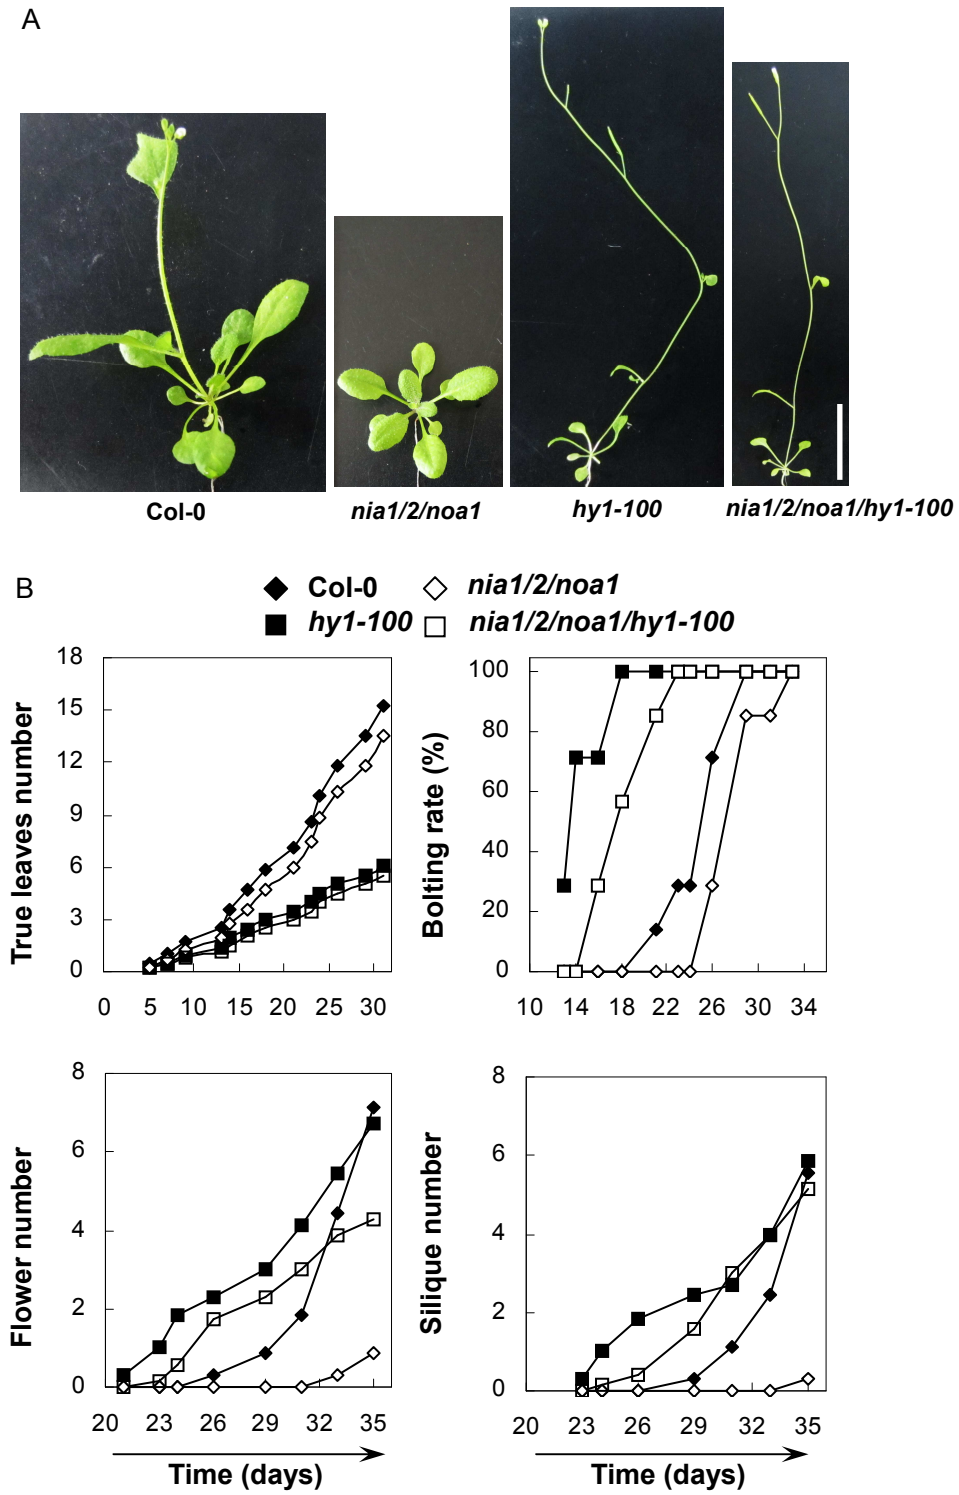 A
Col-0
nia1/2/noa1
hy1-100
nia1/2/noa1/hy1-100
B
Col-0
nia1/2/noa1
hy1-100
nia1/2/noa1/hy1-100
True leaves number
18
15
12
9
6
3
0
0 5 10 15 20 25 30
Bolting rate (%)
100
80
60
40
20
0
10 14 18 22 26 30 34
Flower number
8
6
4
2
0
20 23 26 29 32 35
Time (days)
Silique number
8
6
4
2
0
20 23 26 29 32 35
Time (days)